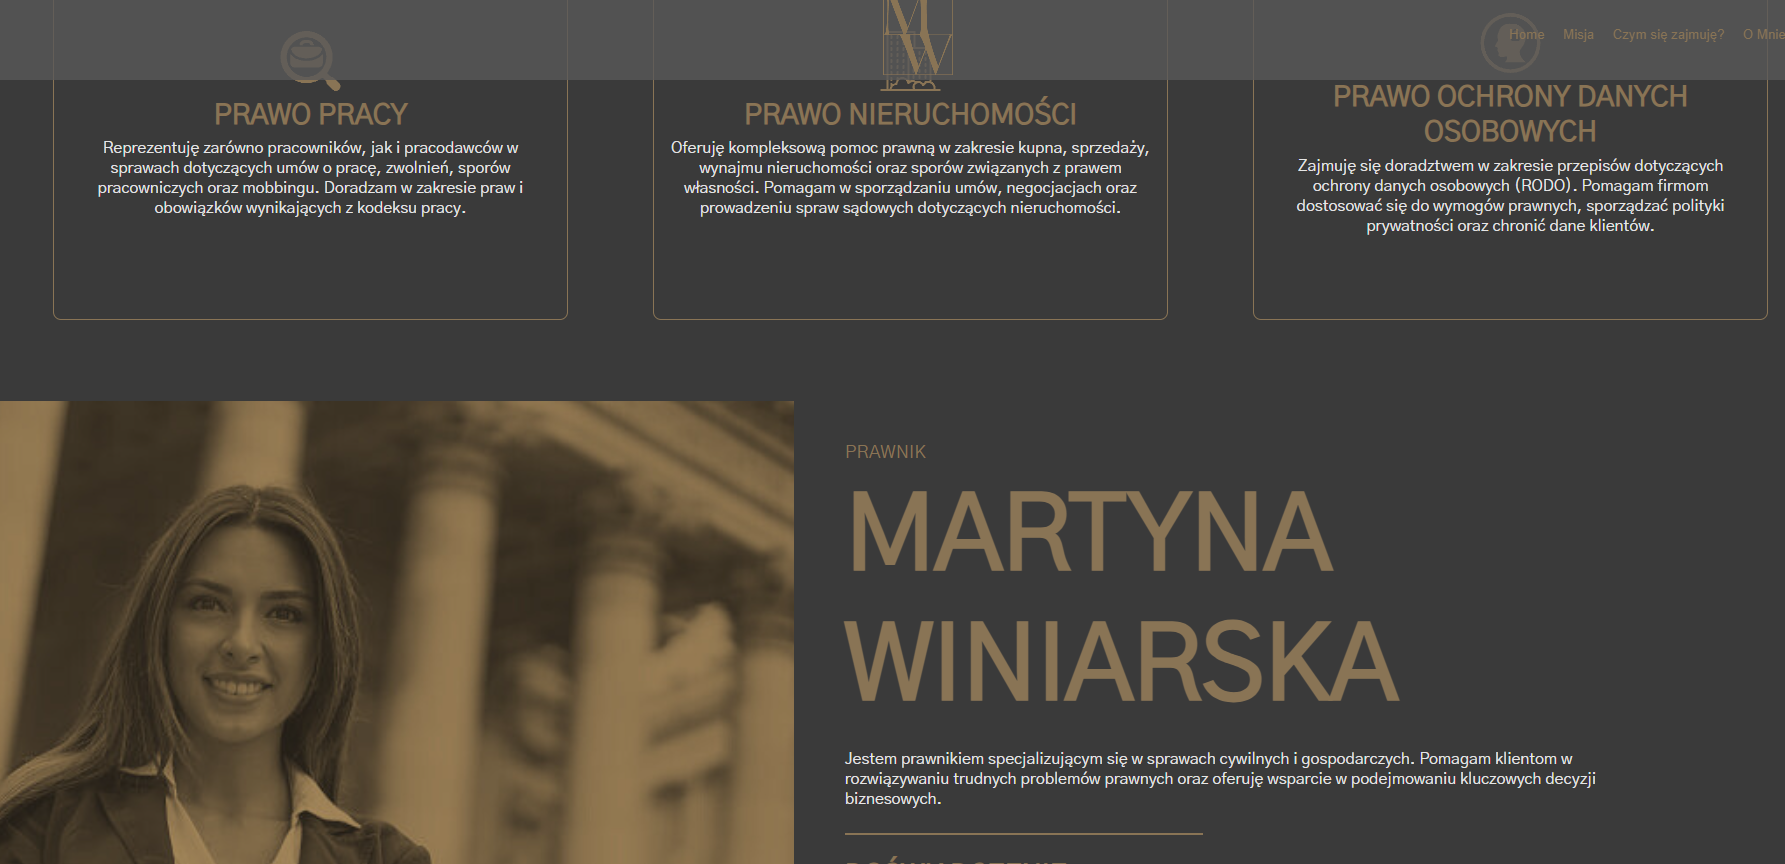 Home Misja Czym się zajmuję? O Mnie
MW
PRAWO PRACY
Reprezentuję zarówno pracowników, jak i pracodawców w
sprawach dotyczących umów o pracę, zwolnień, sporów
pracowniczych oraz mobbingu. Doradzam w zakresie praw i
obowiązków wynikających z kodeksu pracy.
PRAWO NIERUCHOMOŚCI
Oferuję kompleksową pomoc prawną w zakresie kupna, sprzedaży,
wynajmu nieruchomości oraz sporów związanych z prawem
własności. Pomagam w sporządzaniu umów, negocjacjach oraz
prowadzeniu spraw sądowych dotyczących nieruchomości.
PRAWO OCHRONY DANYCH
OSOBOWYCH
Zajmuję się doradztwem w zakresie przepisów dotyczących
ochrony danych osobowych (RODO). Pomagam firmom
dostosować się do wymogów prawnych, sporządzać polityki
prywatności oraz chronić dane klientów.
PRAWNIK
MARTYNA
WINIARSKA
Jestem prawnikiem specjalizującym się w sprawach cywilnych i gospodarczych. Pomagam klientom w
rozwiązywaniu trudnych problemów prawnych oraz oferuję wsparcie w podejmowaniu kluczowych decyzji
biznesowych.